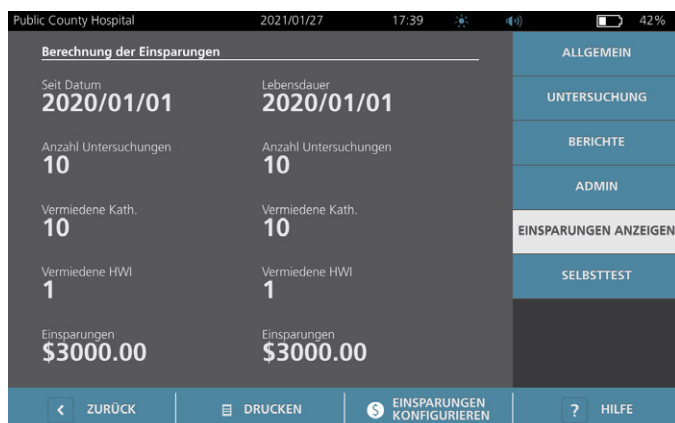 Public County Hospital 2021/01/27 17:39 42%
Berechnung der Einsparungen
Seit Datum Lebensdauer
2020/01/01 2020/01/01
Anzahl Untersuchungen Anzahl Untersuchungen
10 10
Vermiedene Kath. Vermiedene Kath.
10 10
Vermiedene HWI Vermiedene HWI
1 1
Einsparungen Einsparungen
$3000.00 $3000.00
ALLGEMEIN
UNTERSUCHUNG
BERICHTE
ADMIN
EINSPARUNGEN ANZEIGEN
SELBSTTEST
< ZURÜCK DRUCKEN $ EINSPARUNGEN
KONFIGURIEREN ? HILFE